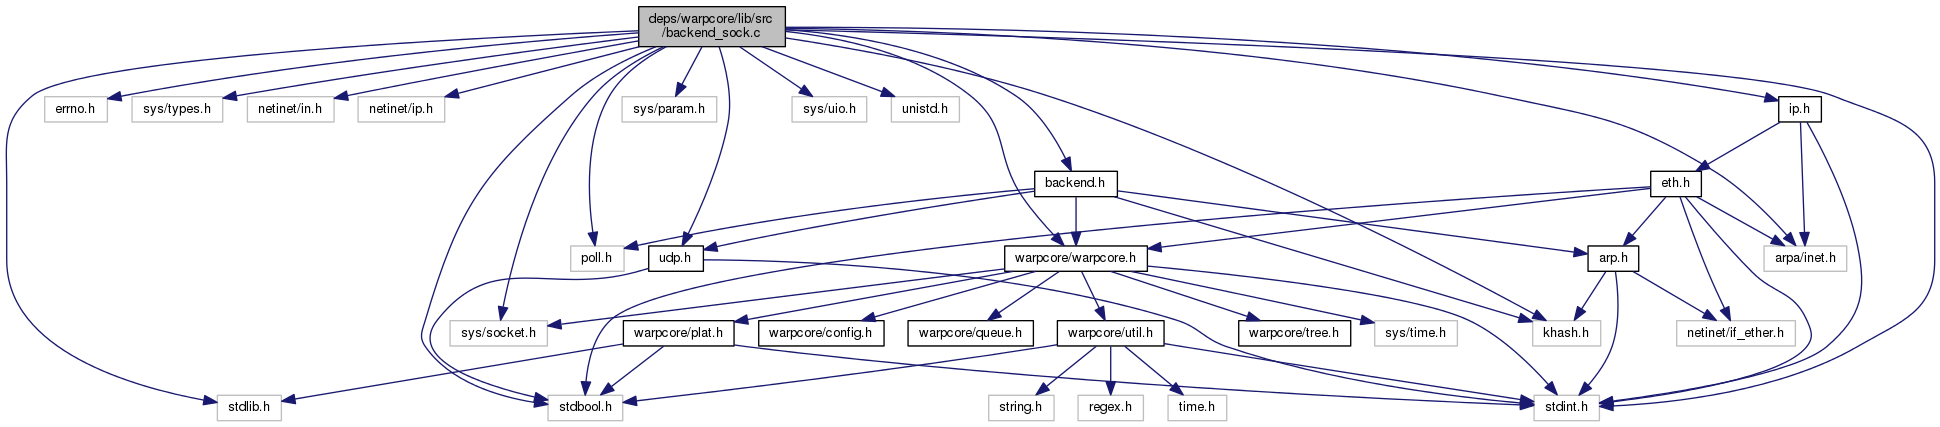 deps/warpcore/lib/src
/backend_sock.c
errno.h
sys/types.h
netinet/in.h
netinet/ip.h
sys/param.h
sys/uio.h
unistd.h
ip.h
backend.h
eth.h
poll.h
udp.h
warpcore/warpcore.h
arp.h
arpa/inet.h
sys/socket.h
warpcore/plat.h
warpcore/config.h
warpcore/queue.h
warpcore/util.h
warpcore/tree.h
sys/time.h
khash.h
netinet/if_ether.h
stdlib.h
stdbool.h
string.h
regex.h
time.h
stdint.h